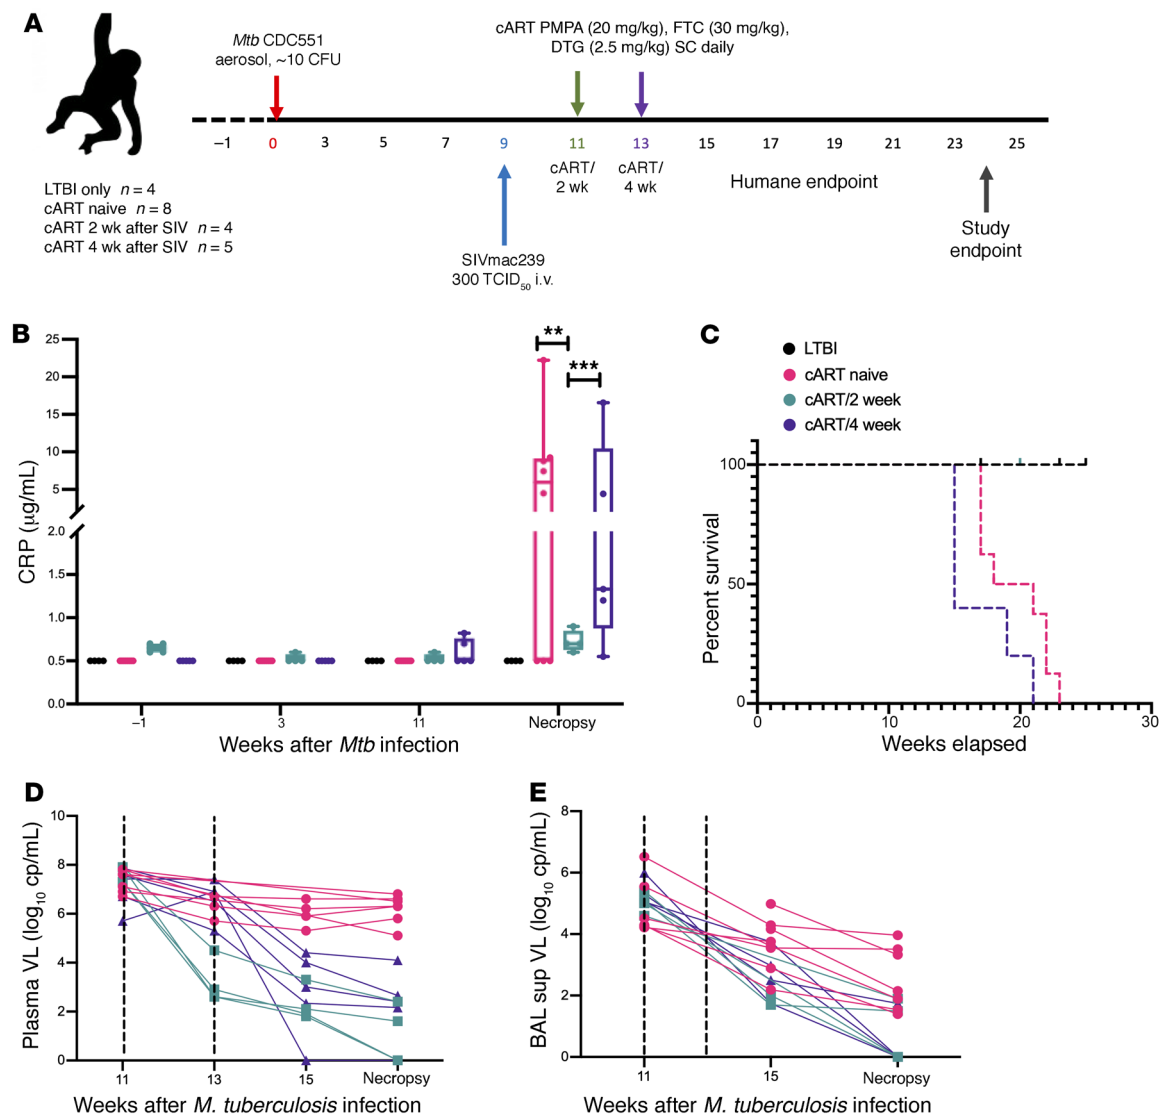 A
Mtb CDC551
aerosol, ~10 CFU
cART PMPA (20 mg/kg), FTC (30 mg/kg),
DTG (2.5 mg/kg) SC daily
–1 0 3 5 7 9 11 13 15 17 19 21 23 25
cART/
2 wk
cART/
4 wk
Humane endpoint
LTBI only n = 4
cART naive n = 8
cART 2 wk after SIV n = 4
cART 4 wk after SIV n = 5
SIVmac239
300 TCID50 i.v.
Study
endpoint
B
CRP (µg/mL)
25
20
15
10
5
2.0
1.5
1.0
0.5
0.0
**
***
–1 3 11 Necropsy
Weeks after Mtb infection
C
LTBI
cART naive
cART/2 week
cART/4 week
Percent survival
100
50
0
0 10 20 30
Weeks elapsed
D
Plasma VL (log10 cp/mL)
10
8
6
4
2
0
11 13 15 Necropsy
Weeks after M. tuberculosis infection
E
BAL sup VL (log10 cp/mL)
8
6
4
2
0
11 15 Necropsy
Weeks after M. tuberculosis infection